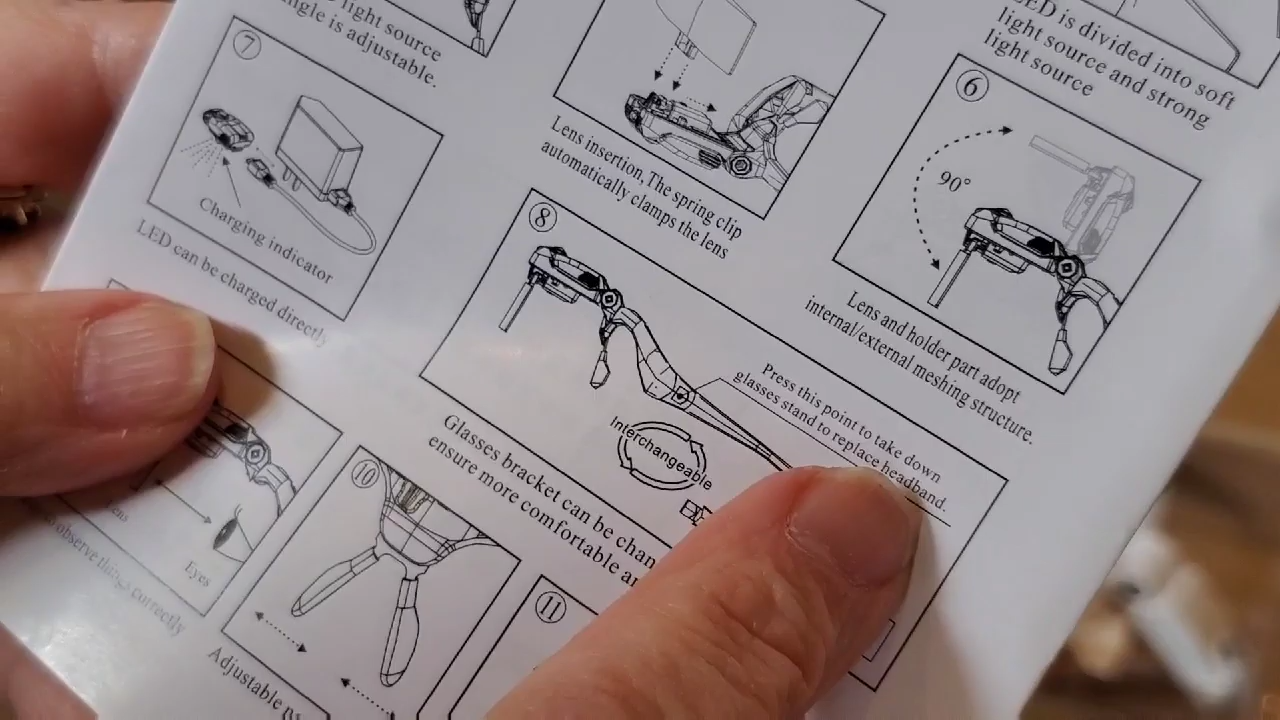 light source
angle is adjustable.
⑦
Charging indicator
LED can be charged directly
Lens insertion, The spring clip
automatically clamps the lens
LED is divided into soft
light source and strong
light source
⑥
90°
Lens and holder part adopt
internal/external meshing structure.
⑧
Press this point to take down
glasses stand to replace headband.
Interchangeable
Glasses bracket can be
ensure more comfortable
Eyes
observe things correctly
⑩
Adjustable
⑪